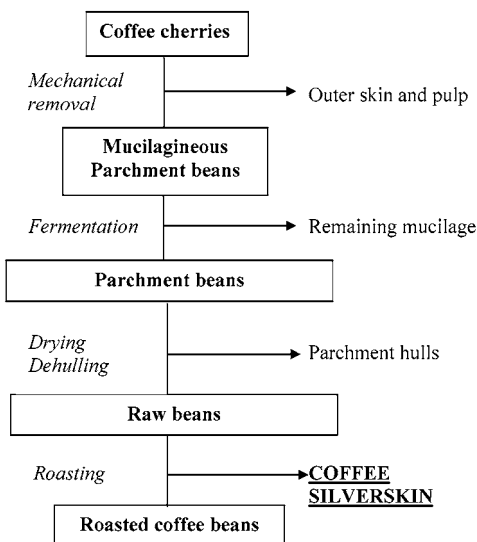 Coffee cherries
Mechanical
removal
Outer skin and pulp
Mucilagineous
Parchment beans
Fermentation
Remaining mucilage
Parchment beans
Drying
Dehulling
Parchment hulls
Raw beans
Roasting
COFFEE
SILVERSKIN
Roasted coffee beans